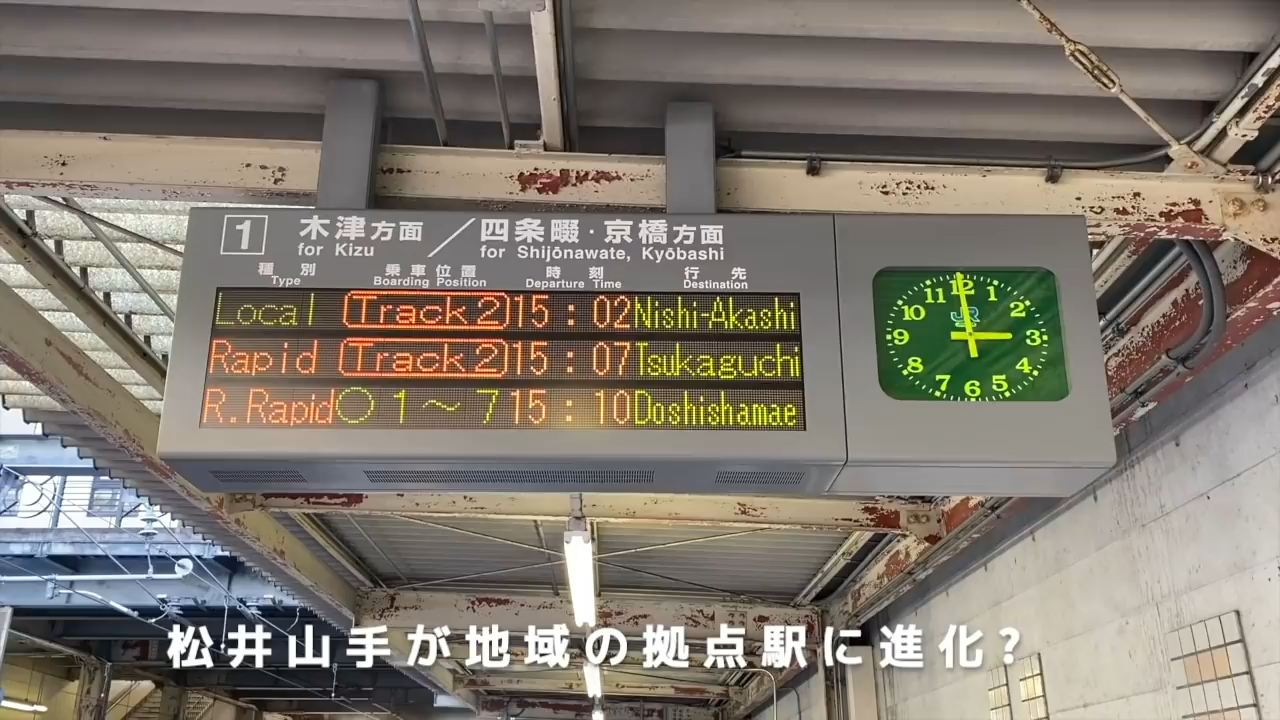 1 木津方面／四条畷・京橋方面
for Kizu for Shijōnawate, Kyōbashi
種別 乗車位置 時刻 行先
Type Boarding Position Departure Time Destination
Local Track 2 15:02 Nishi-Akashi
Rapid Track 2 15:07 Tsukaguchi
R.Rapid ○ 1～ 7 15:10 Doshishamae
12 1 2 3 4 5 6 7 8 9 10 11
JR
松井山手が地域の拠点駅に進化?